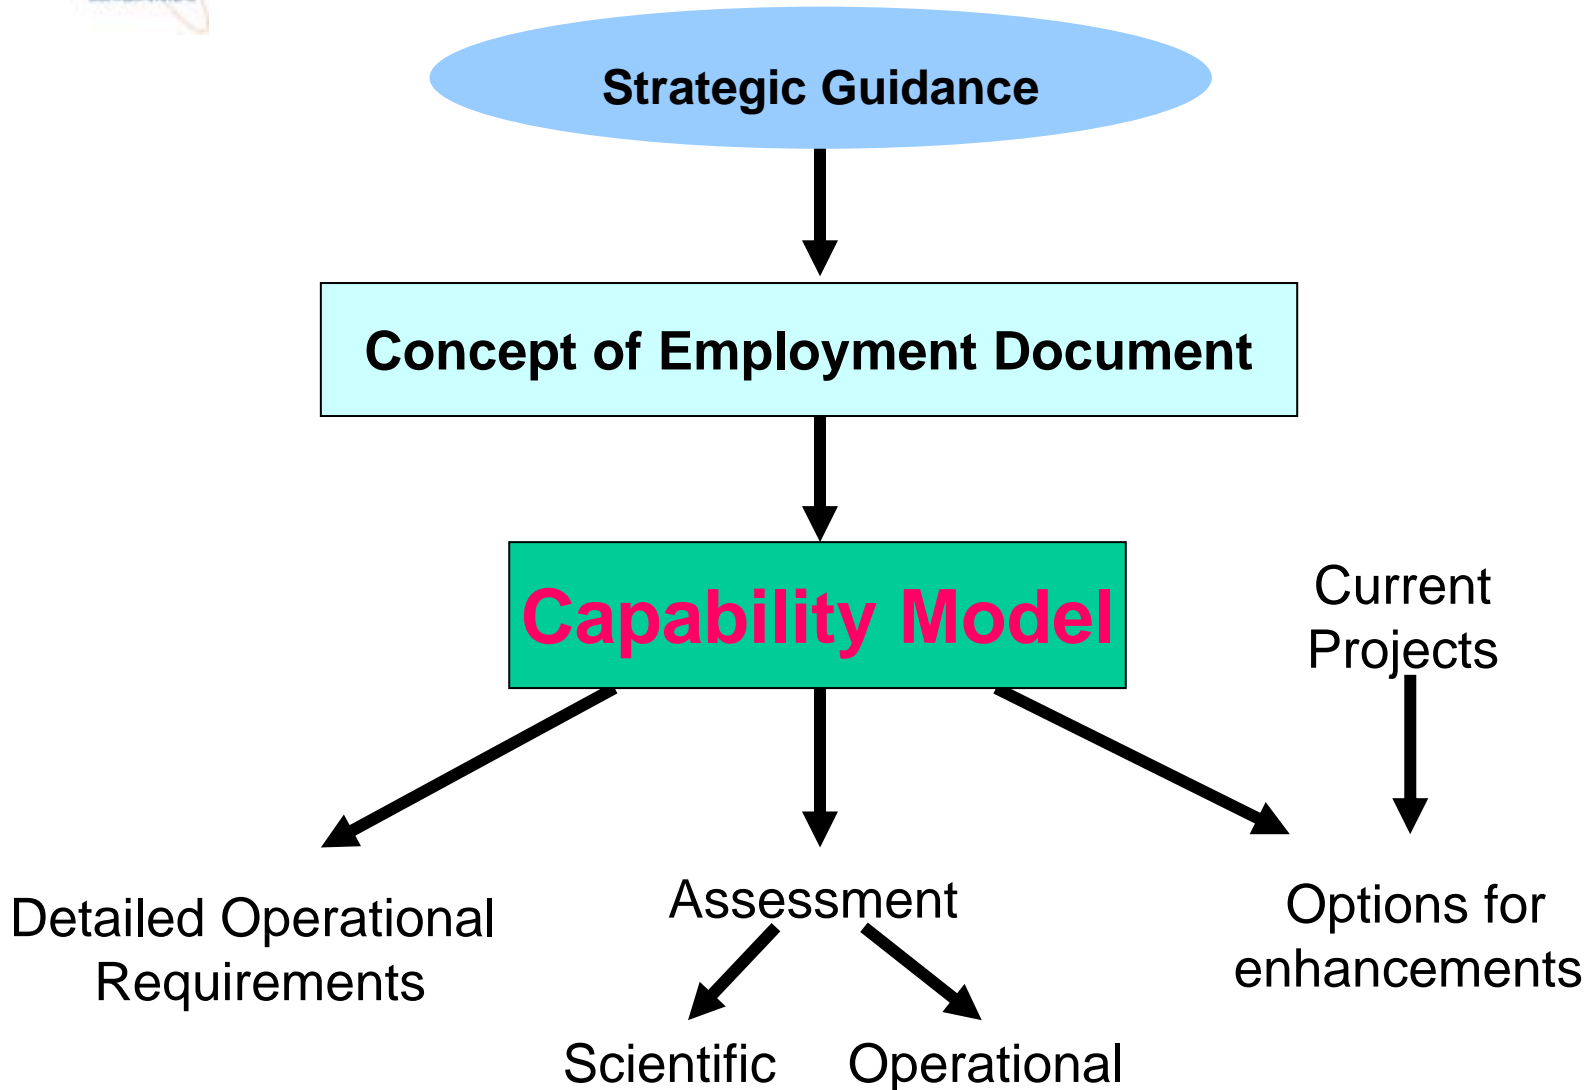 Strategic Guidance
Concept of Employment Document
Capability Model
Current
Projects
Detailed Operational
Requirements
Assessment
Options for
enhancements
Scientific
Operational